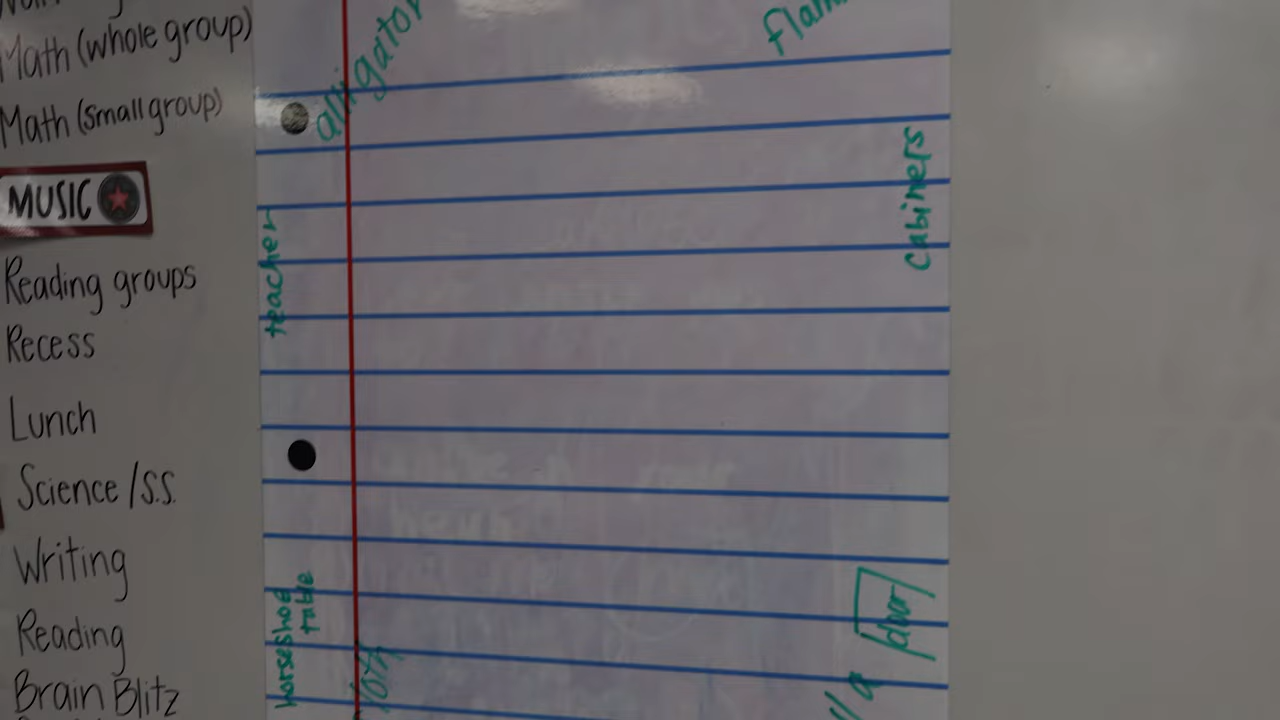 Math (whole group)
Math (small group)
MUSIC
Reading groups
Recess
Lunch
Science/S.S.
Writing
Reading
Brain Blitz
alligator
teacher
cabiners
horseshoe
table
door